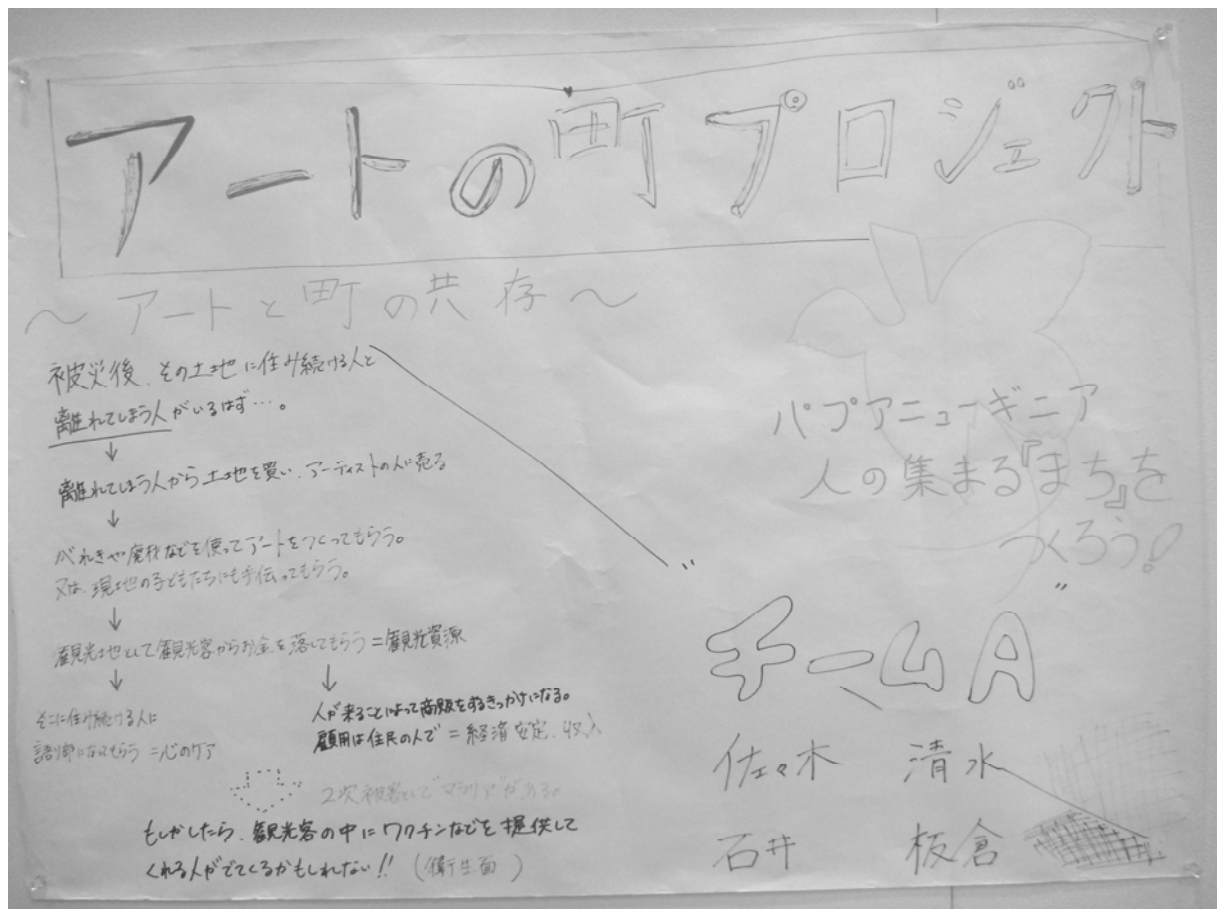 アートの町プロジェクト
～アートと町の共存～
被災後、その土地に住み続ける人と
離れてしまう人がいるはず…。
↓
離れてしまう人から土地を買い、アーティストの人に売る
↓
がれきや廃材などを使ってアートをつくってもらう。
又は、現地の子どもたちにも手伝ってもらう。
↓
観光地として観光客からお金を落してもらう=観光資源
↓
そこに住み続ける人に
語り部になってもらう=心のケア
↓
人が来ることによって商販をするきっかけになる。
雇用は住民の人で=経済安定、収入
2次被害として"マラリア"がある。
もしかしたら、観光客の中にワクチンなどを提供して
くれる人がでてくるかもしれない!!(衛生面)
パプアニューギニア
人の集まる『まち』を
つくろう!
チームA
佐々木 清水
石井 板倉